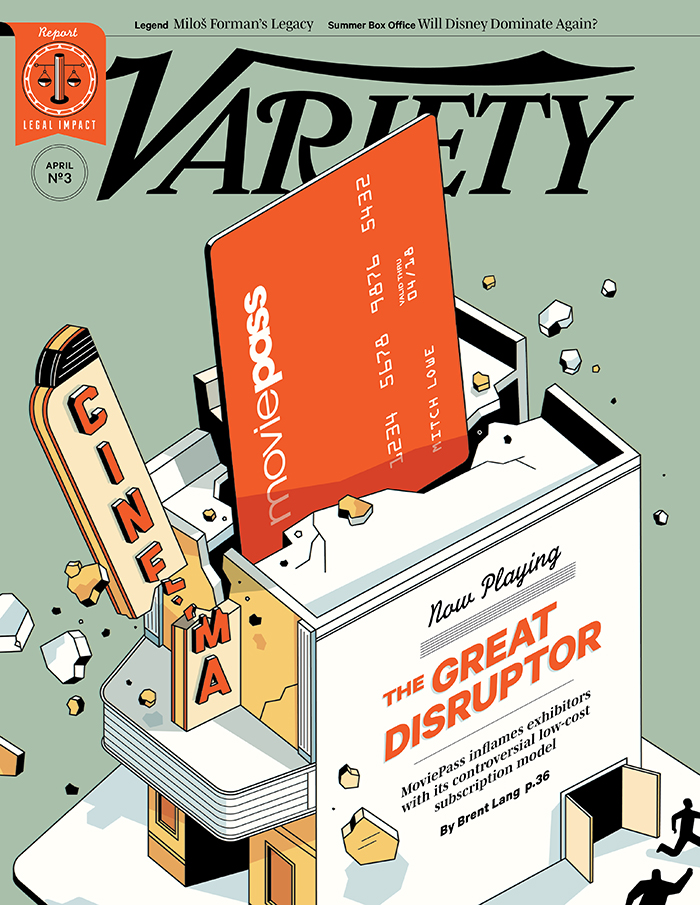 Legend Miloš Forman's Legacy Summer Box Office Will Disney Dominate Again?
Report
LEGAL IMPACT
VARIETY
APRIL
Nº3
moviepass
1234 5678 9876 5432
VALID THRU
04/18
MITCH LOWE
CINEMA
Now Playing
THE GREAT
DISRUPTOR
MoviePass inflames exhibitors
with its controversial low-cost
subscription model
By Brent Lang p.36